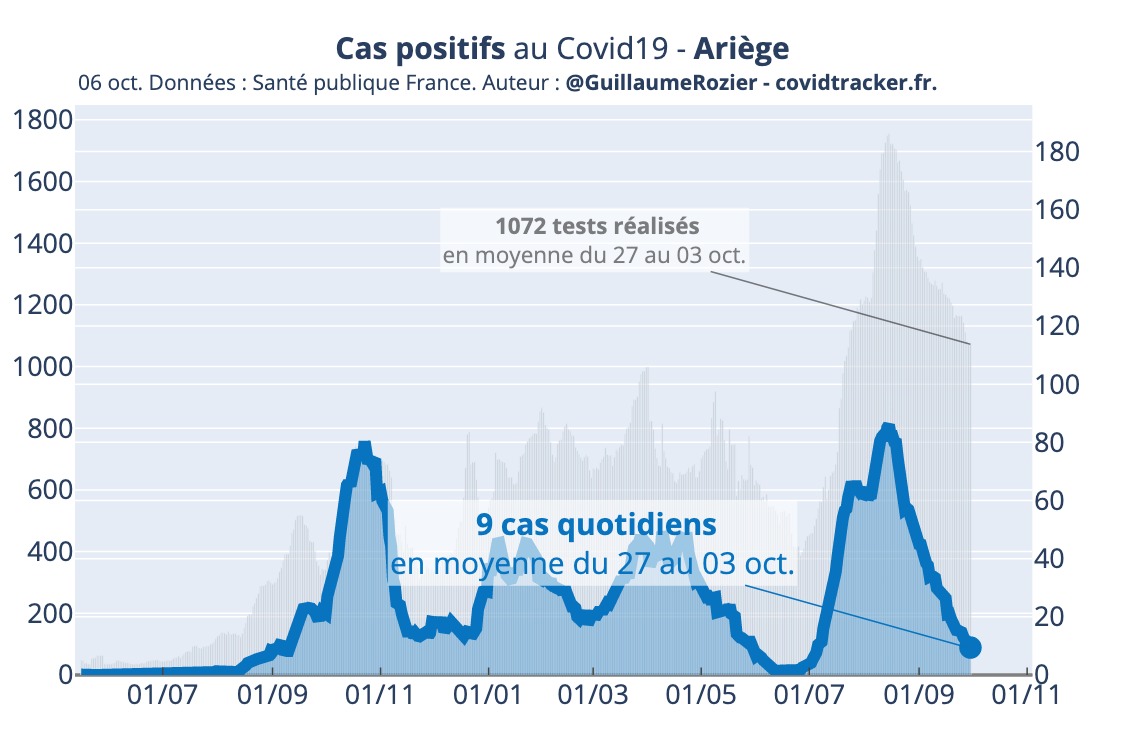 Cas positifs au Covid19 - Ariège
06 oct. Données : Santé publique France. Auteur : @GuillaumeRozier - covidtracker.fr.
1800
1600
1400
1200
1000
800
600
400
200
0
180
160
140
120
100
80
60
40
20
0
1072 tests réalisés
en moyenne du 27 au 03 oct.
9 cas quotidiens
en moyenne du 27 au 03 oct.
01/07 01/09 01/11 01/01 01/03 01/05 01/07 01/09 01/11